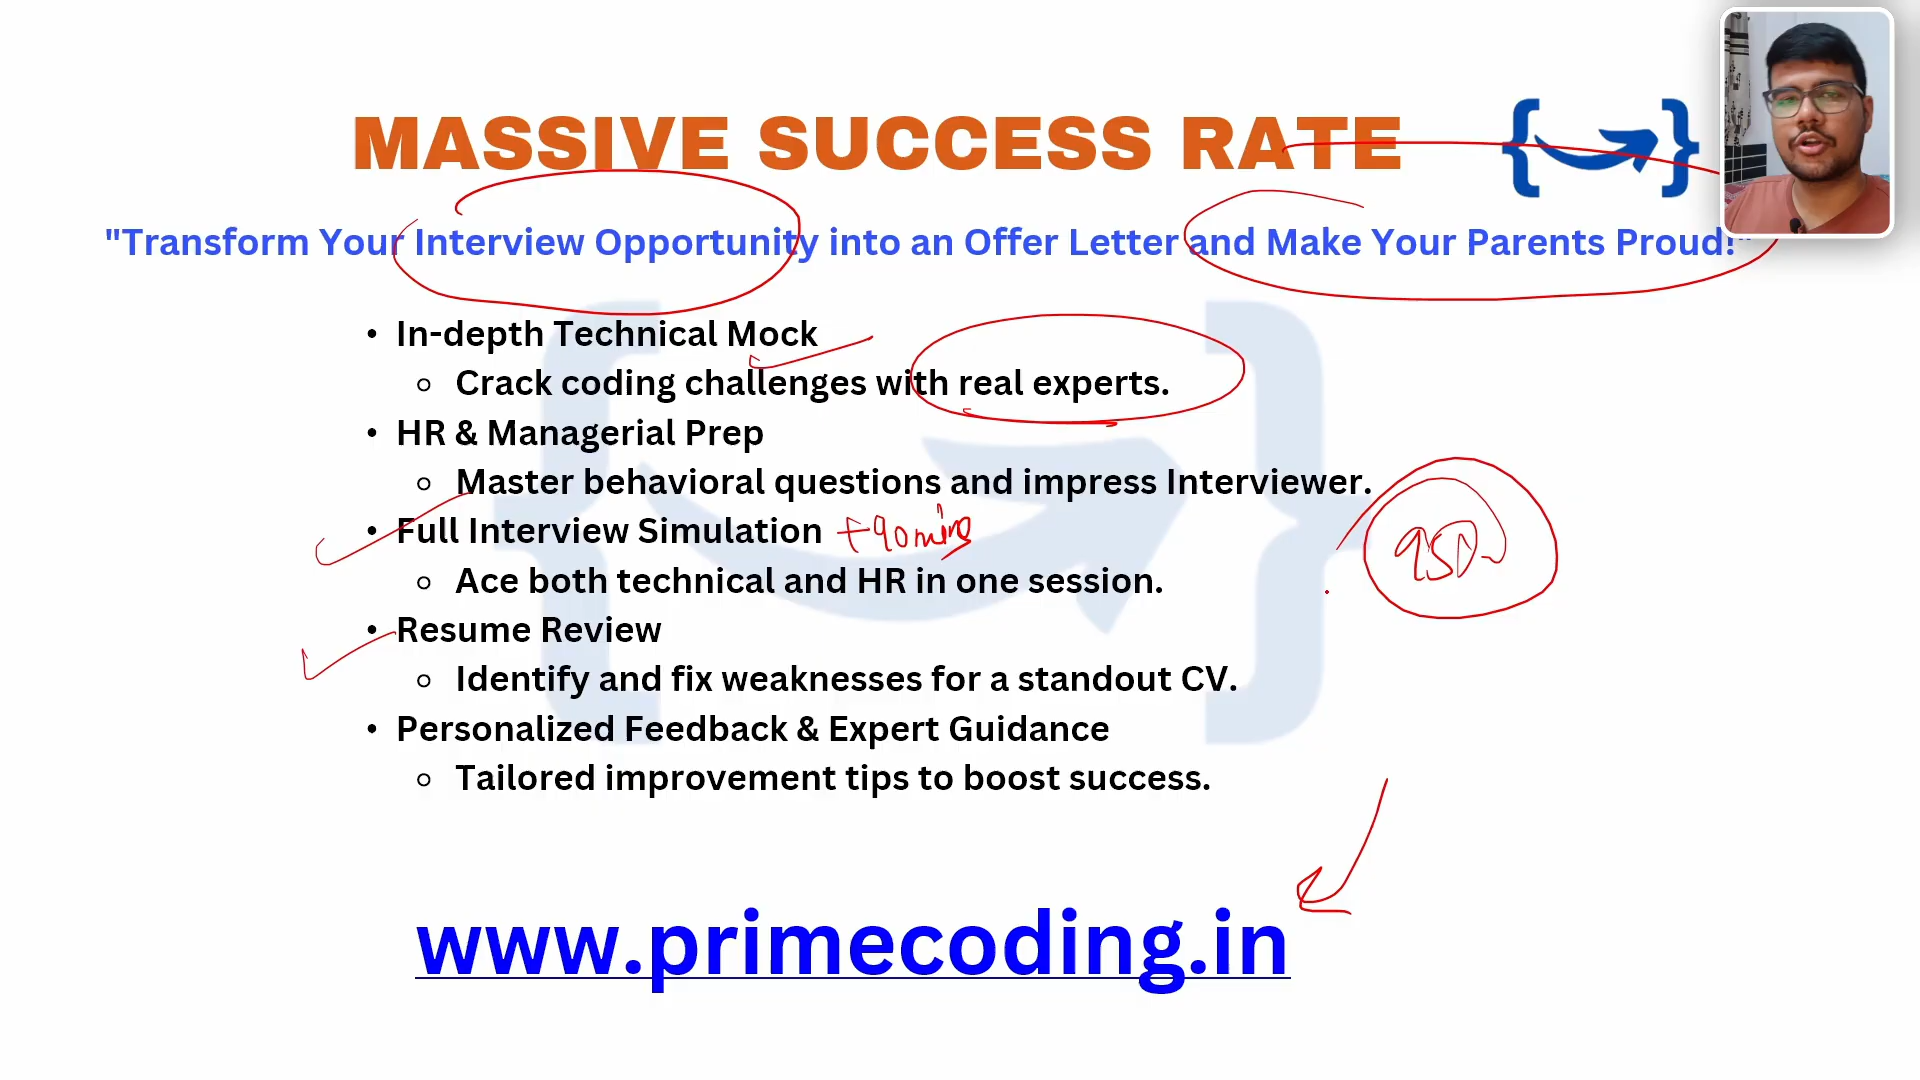 MASSIVE SUCCESS RATE
"Transform Your Interview Opportunity into an Offer Letter and Make Your Parents Proud!"
• In-depth Technical Mock
○ Crack coding challenges with real experts.
• HR & Managerial Prep
○ Master behavioral questions and impress Interviewer.
• Full Interview Simulation +90 mins
○ Ace both technical and HR in one session.
• Resume Review
○ Identify and fix weaknesses for a standout CV.
• Personalized Feedback & Expert Guidance
○ Tailored improvement tips to boost success.
www.primecoding.in